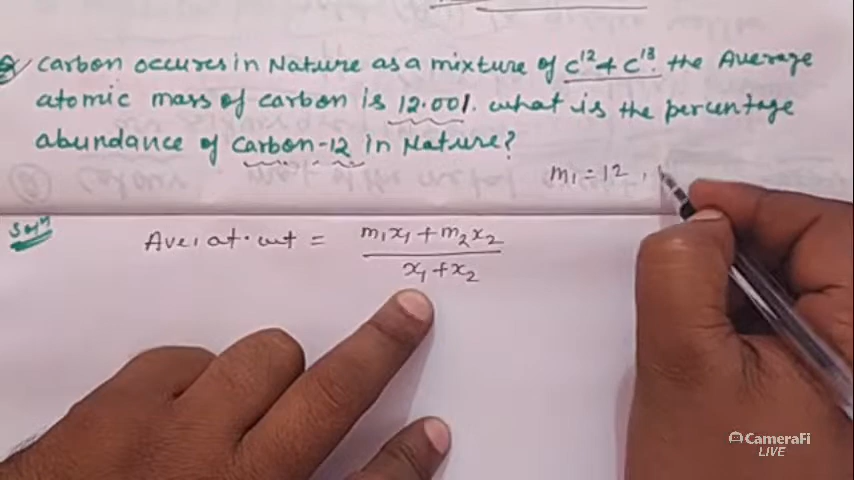 Q Carbon occures in Nature as a mixture of C¹² + C¹³. the Average
atomic mass of carbon is 12.001. what is the percentage
abundance of carbon-12 in Nature?
m₁ = 12 ,
Solⁿ
Aver at. wt = m₁x₁ + m₂x₂
x₁ + x₂
CameraFi
LIVE